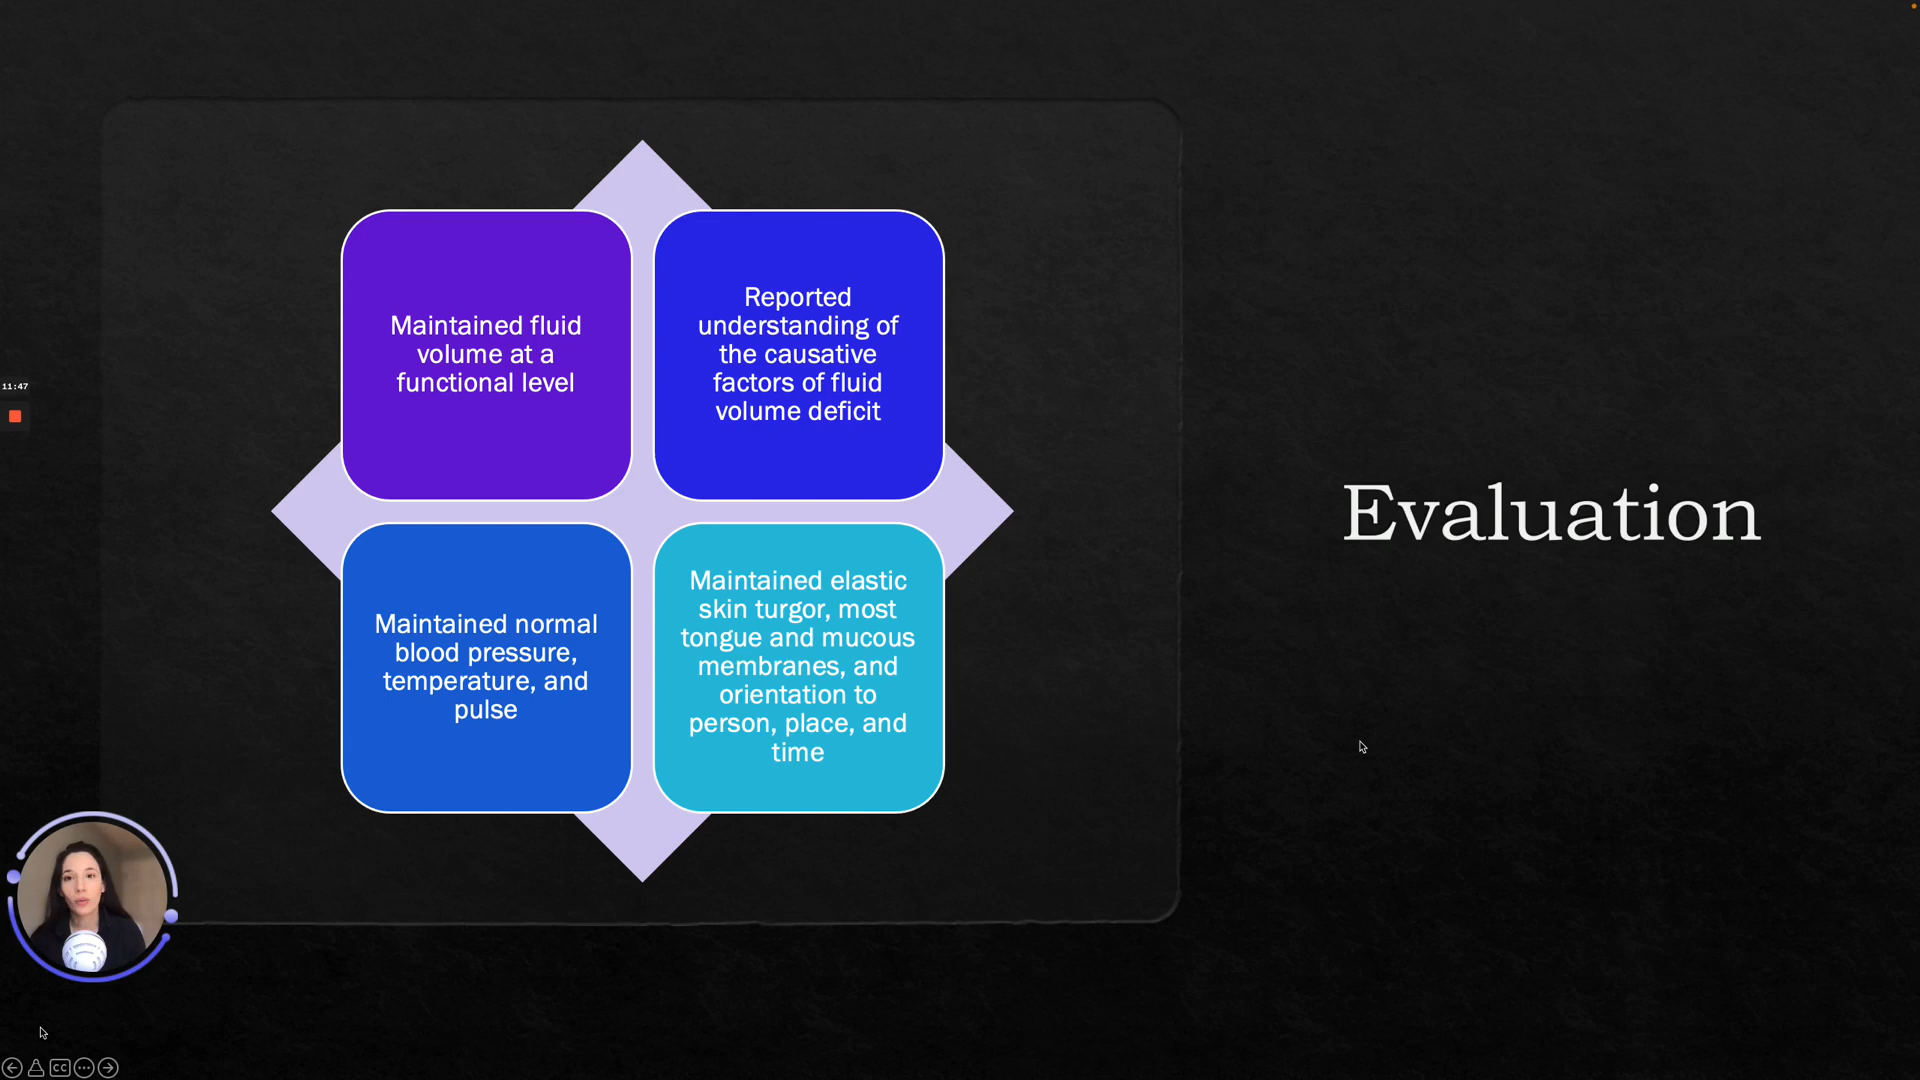 Maintained fluid
volume at a
functional level
Reported
understanding of
the causative
factors of fluid
volume deficit
Maintained normal
blood pressure,
temperature, and
pulse
Maintained elastic
skin turgor, most
tongue and mucous
membranes, and
orientation to
person, place, and
time
Evaluation
11:47
CC